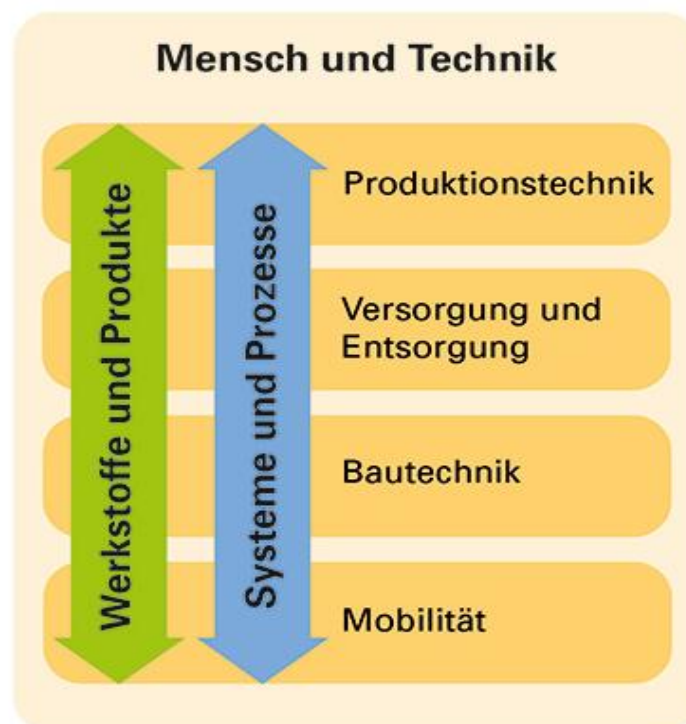 Mensch und Technik
Werkstoffe und Produkte
Systeme und Prozesse
Produktionstechnik
Versorgung und
Entsorgung
Bautechnik
Mobilität